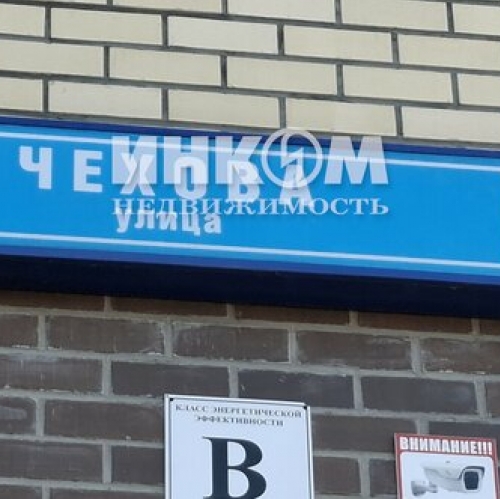 ИНКОМ
ЧЕХОВА
НЕДВИЖИМОСТЬ
улица
КЛАСС ЭНЕРГЕТИЧЕСКОЙ
ЭФФЕКТИВНОСТИ
B
ВНИМАНИЕ!!!